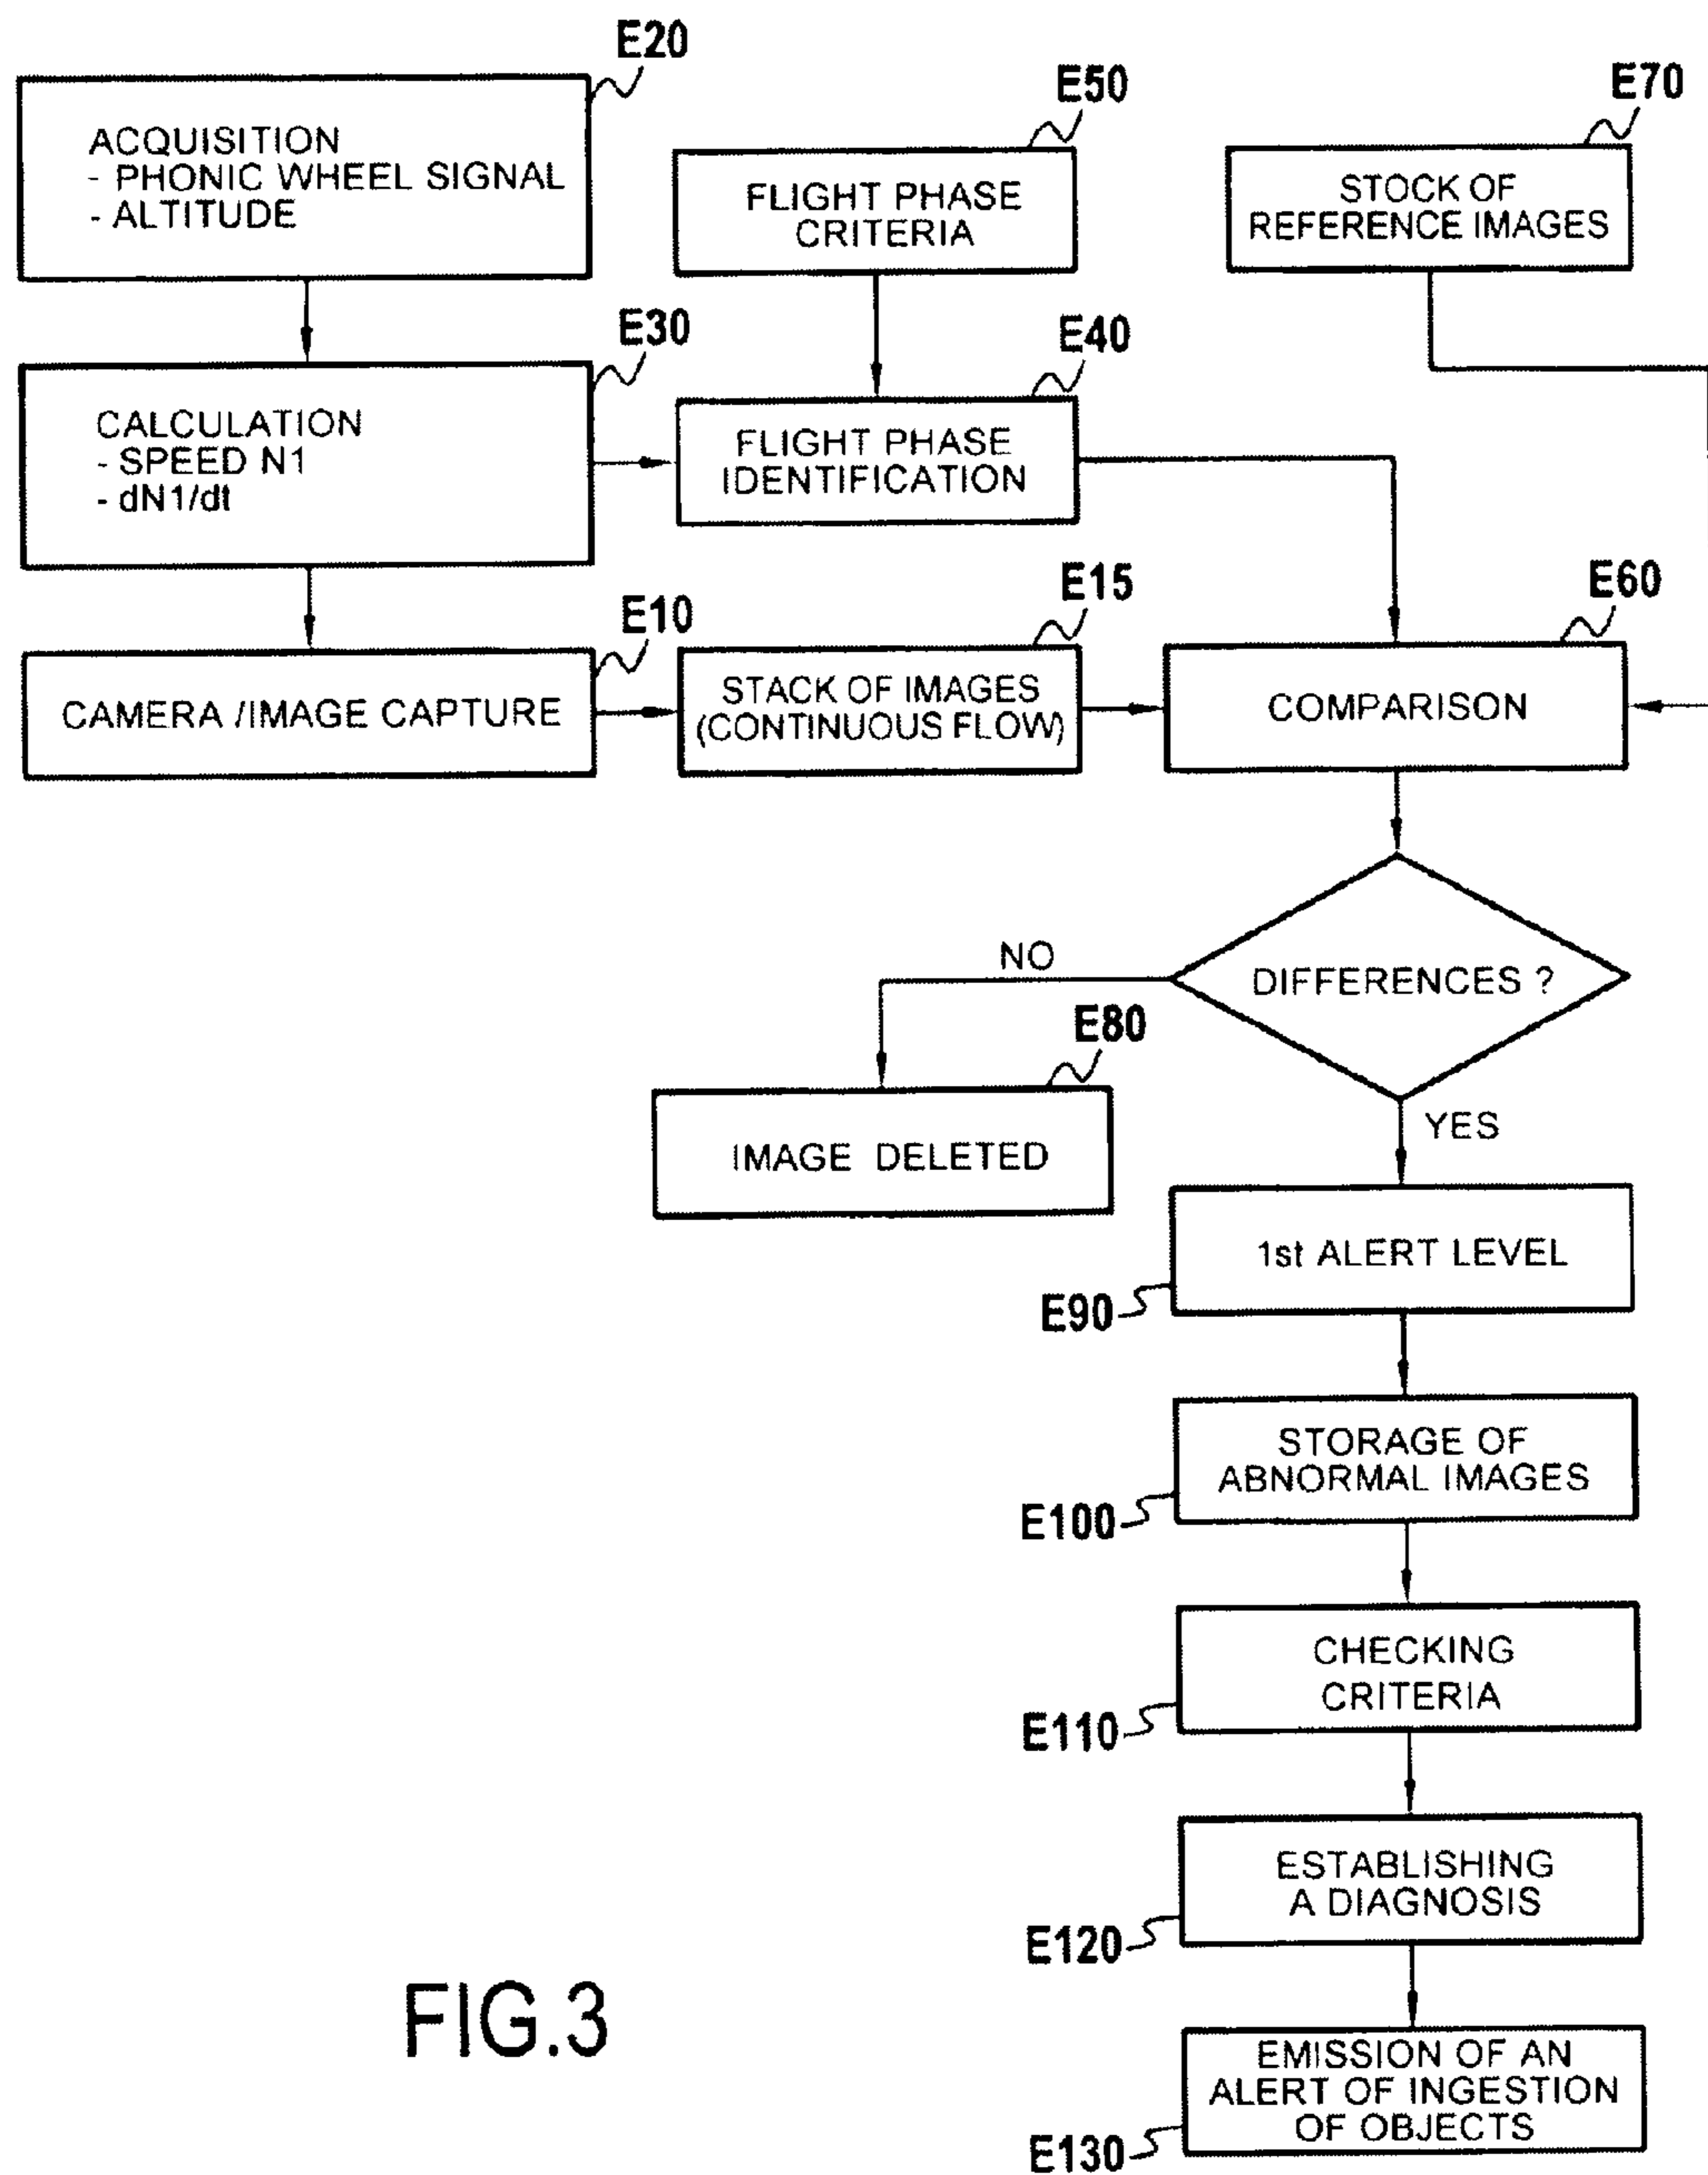 E20
ACQUISITION
- PHONIC WHEEL SIGNAL
- ALTITUDE
E50
FLIGHT PHASE
CRITERIA
E70
STOCK OF
REFERENCE IMAGES
E30
CALCULATION
- SPEED N1
- dN1/dt
E40
FLIGHT PHASE
IDENTIFICATION
E10
CAMERA /IMAGE CAPTURE
E15
STACK OF IMAGES
(CONTINUOUS FLOW)
E60
COMPARISON
DIFFERENCES ?
NO
E80
IMAGE DELETED
YES
1st ALERT LEVEL
E90
STORAGE OF
ABNORMAL IMAGES
E100
CHECKING
CRITERIA
E110
ESTABLISHING
A DIAGNOSIS
E120
EMISSION OF AN
ALERT OF INGESTION
OF OBJECTS
E130
FIG.3